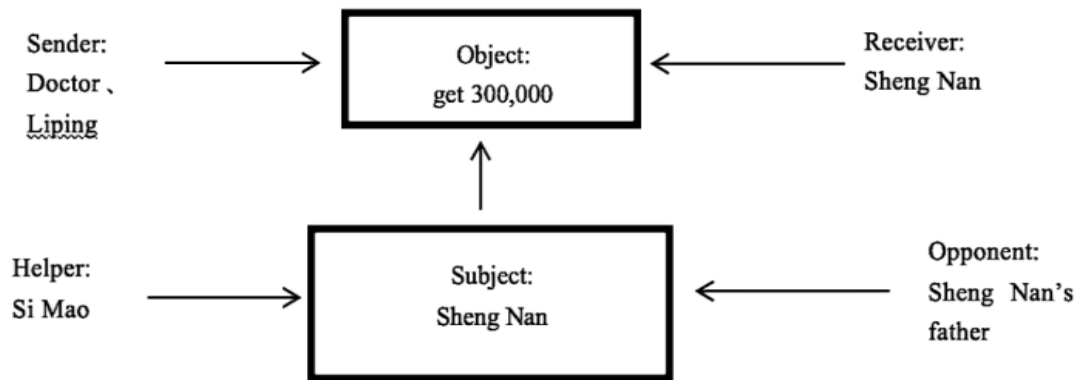 Sender:
Doctor 、
Liping
Object:
get 300,000
Receiver:
Sheng Nan
Helper:
Si Mao
Subject:
Sheng Nan
Opponent:
Sheng Nan’s
father